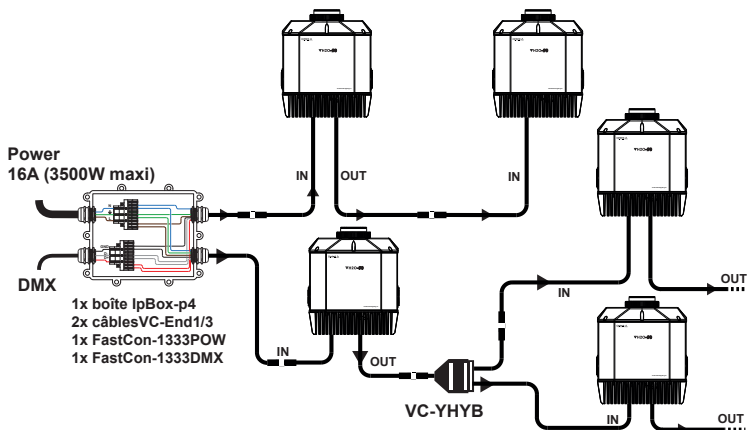 Power
16A (3500W maxi)
IN
OUT
IN
DMX
1x boîte IpBox-p4
2x câblesVC-End1/3
1x FastCon-1333POW
1x FastCon-1333DMX
IN
OUT
VC-YHYB
IN
OUT
IN
OUT